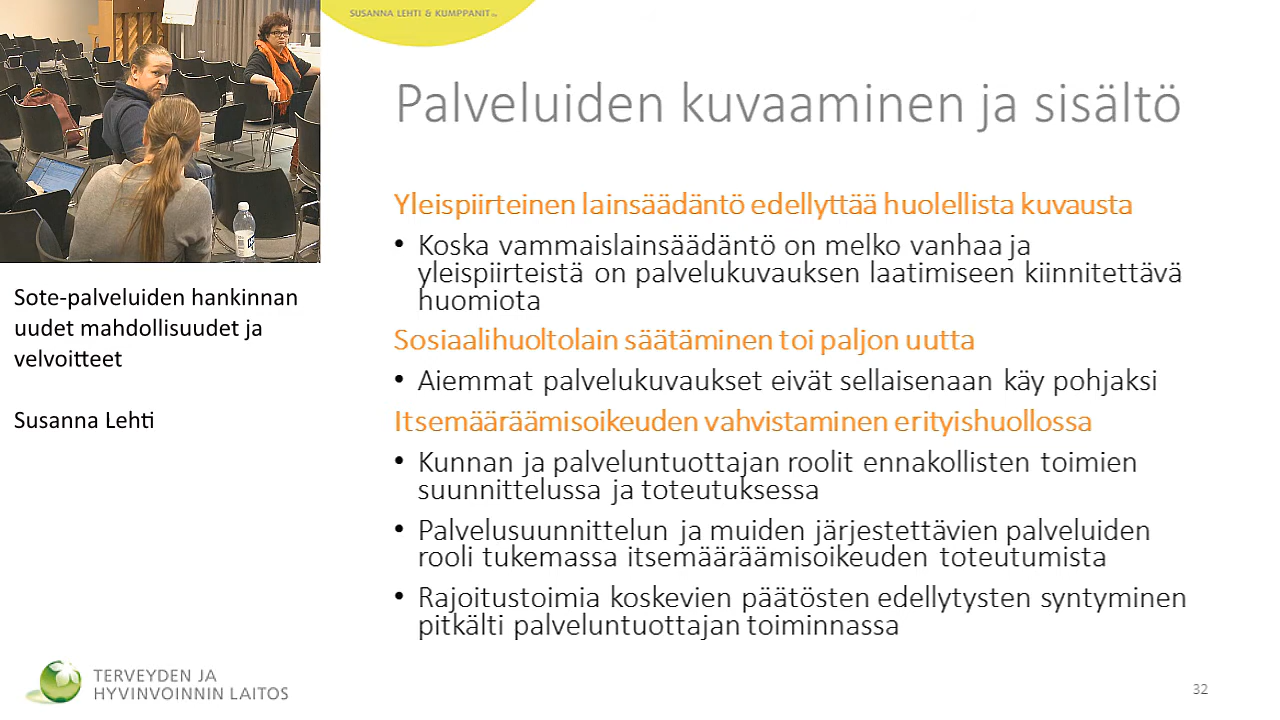 SUSANNA LEHTI & KUMPPANIT
Palveluiden kuvaaminen ja sisältö
Yleispiirteinen lainsäädäntö edellyttää huolellista kuvausta
• Koska vammaislainsäädäntö on melko vanhaa ja
yleispiirteistä on palvelukuvauksen laatimiseen kiinnitettävä
huomiota
Sosiaalihuoltolain säätäminen toi paljon uutta
• Aiemmat palvelukuvaukset eivät sellaisenaan käy pohjaksi
Itsemääräämisoikeuden vahvistaminen erityishuollossa
• Kunnan ja palveluntuottajan roolit ennakollisten toimien
suunnittelussa ja toteutuksessa
• Palvelusuunnittelun ja muiden järjestettävien palveluiden
rooli tukemassa itsemääräämisoikeuden toteutumista
• Rajoitustoimia koskevien päätösten edellytysten syntyminen
pitkälti palveluntuottajan toiminnassa
Sote-palveluiden hankinnan
uudet mahdollisuudet ja
velvoitteet
Susanna Lehti
TERVEYDEN JA
HYVINVOINNIN LAITOS
32